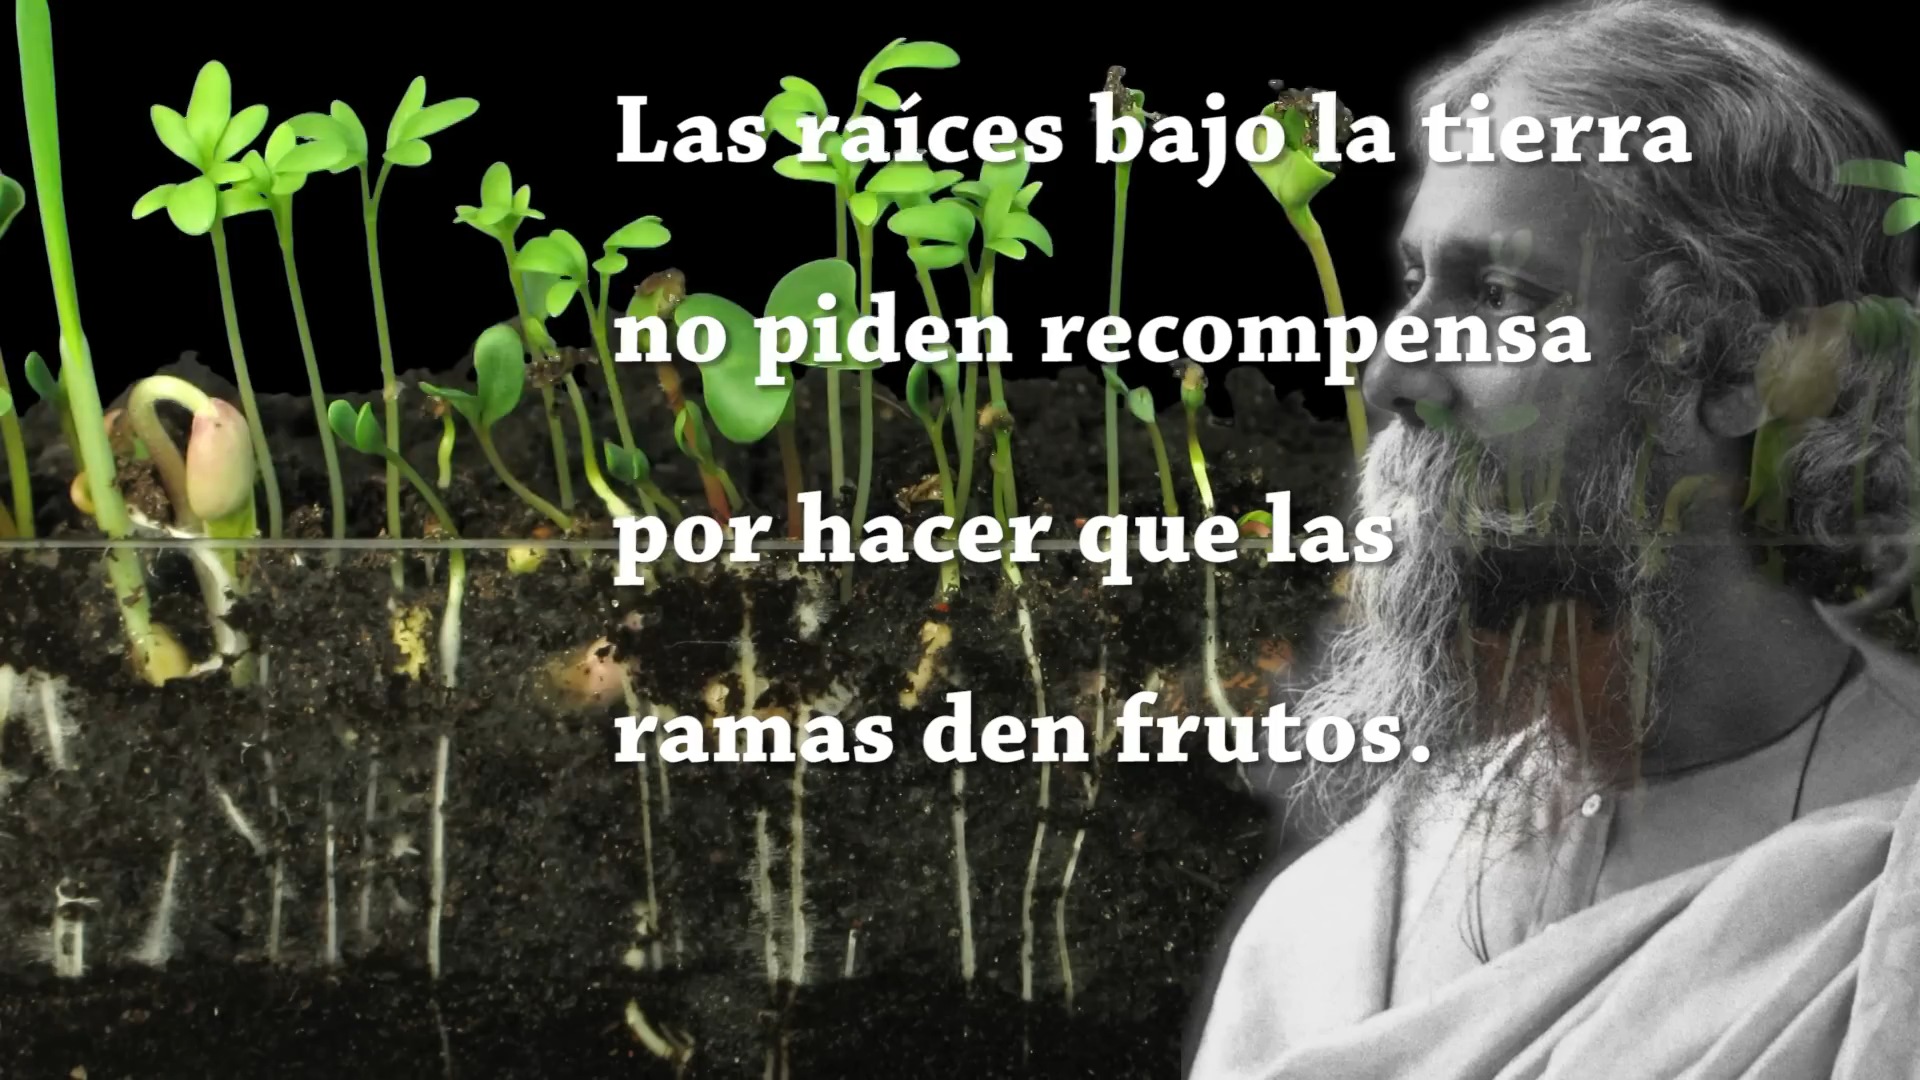 Las raíces bajo la tierra
no piden recompensa
por hacer que las
ramas den frutos.